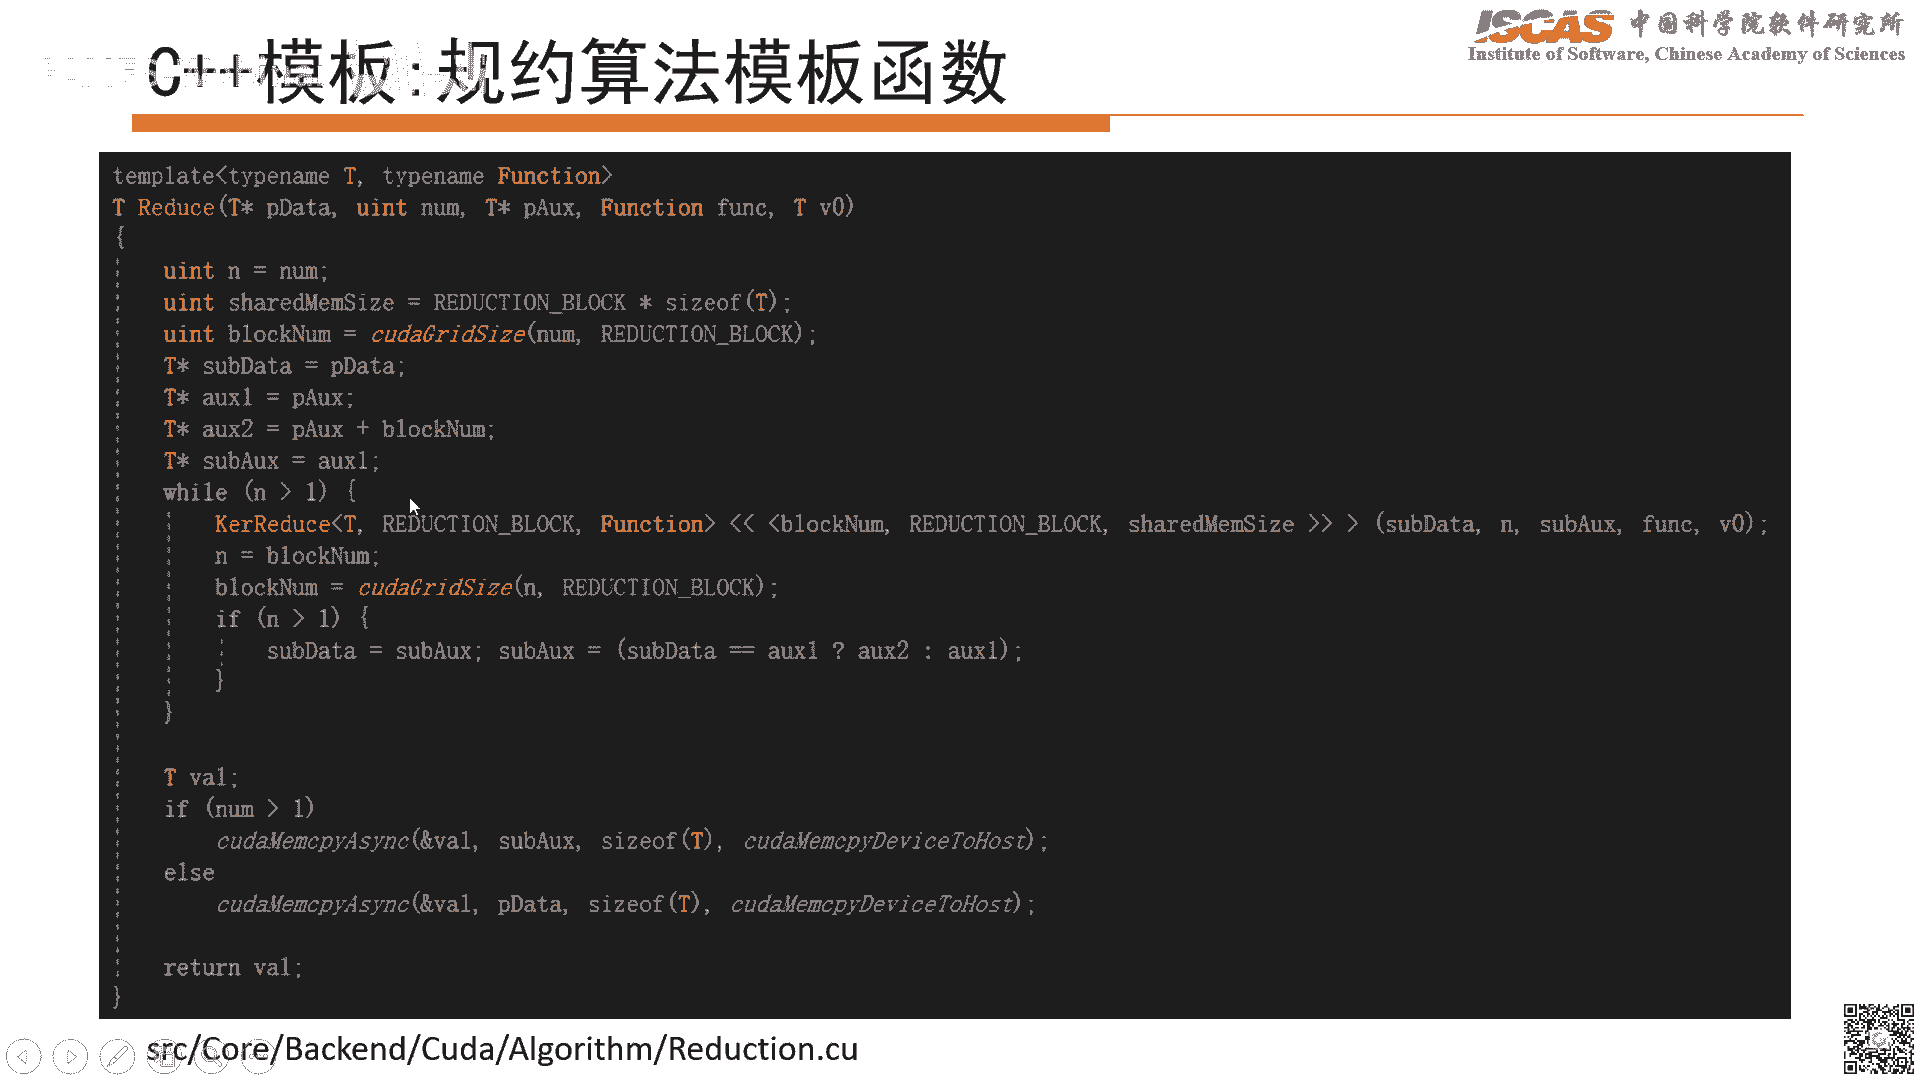 ISCAS 中国科学院软件研究所
Institute of Software, Chinese Academy of Sciences
C++模板:规约算法模板函数
template<typename T, typename Function>
T Reduce(T* pData, uint num, T* pAux, Function func, T v0)
{
uint n = num;
uint sharedMemSize = REDUCTION_BLOCK * sizeof(T);
uint blockNum = cudaGridSize(num, REDUCTION_BLOCK);
T* subData = pData;
T* aux1 = pAux;
T* aux2 = pAux + blockNum;
T* subAux = aux1;
while (n > 1) {
KerReduce<T, REDUCTION_BLOCK, Function> << <blockNum, REDUCTION_BLOCK, sharedMemSize >> > (subData, n, subAux, func, v0);
n = blockNum;
blockNum = cudaGridSize(n, REDUCTION_BLOCK);
if (n > 1) {
subData = subAux; subAux = (subData == aux1 ? aux2 : aux1);
}
}
T val;
if (num > 1)
cudaMemcpyAsync(&val, subAux, sizeof(T), cudaMemcpyDeviceToHost);
else
cudaMemcpyAsync(&val, pData, sizeof(T), cudaMemcpyDeviceToHost);
return val;
}
src/Core/Backend/Cuda/Algorithm/Reduction.cu